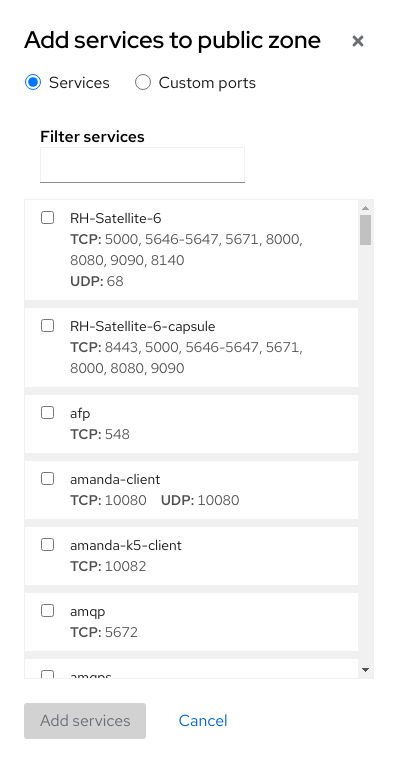 Add services to public zone
Services Custom ports
Filter services
RH-Satellite-6
TCP: 5000, 5646-5647, 5671, 8000,
8080, 9090, 8140
UDP: 68
RH-Satellite-6-capsule
TCP: 8443, 5000, 5646-5647, 5671,
8000, 8080, 9090
afp
TCP: 548
amanda-client
TCP: 10080 UDP: 10080
amanda-k5-client
TCP: 10082
amqp
TCP: 5672
amqps
Add services Cancel